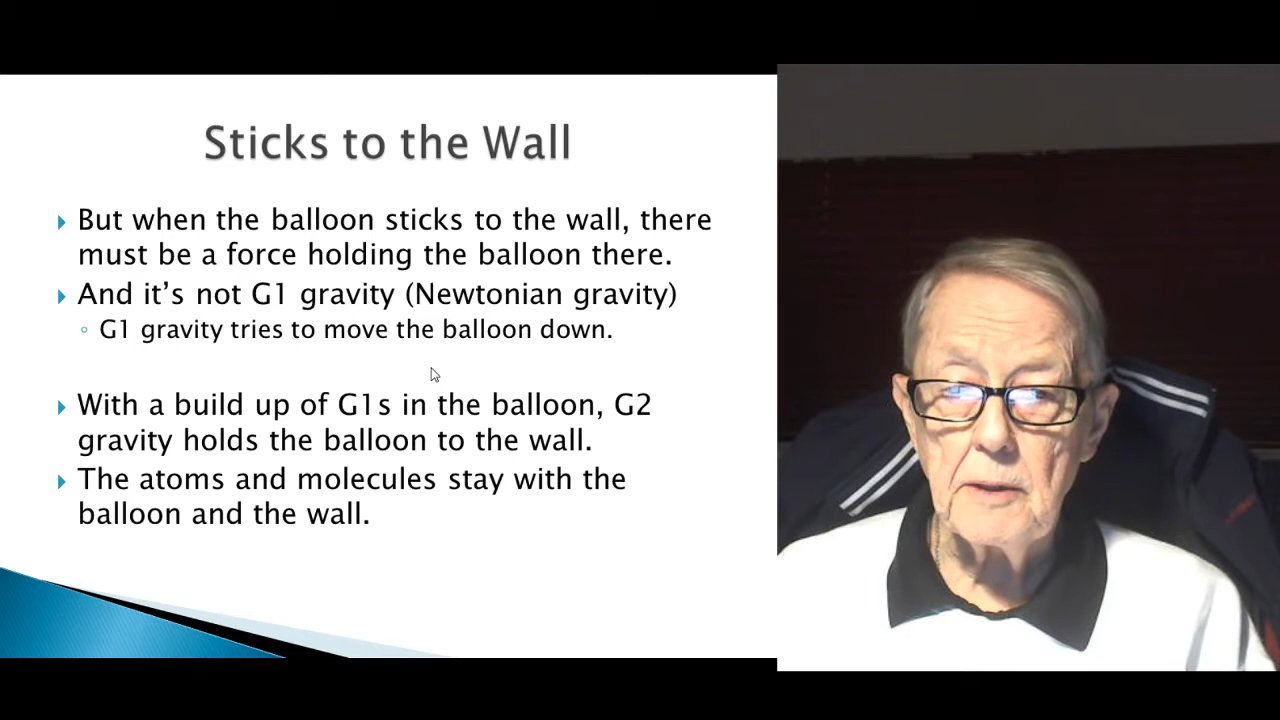 Sticks to the Wall
But when the balloon sticks to the wall, there
must be a force holding the balloon there.
And it's not G1 gravity (Newtonian gravity)
G1 gravity tries to move the balloon down.
With a build up of G1s in the balloon, G2
gravity holds the balloon to the wall.
The atoms and molecules stay with the
balloon and the wall.